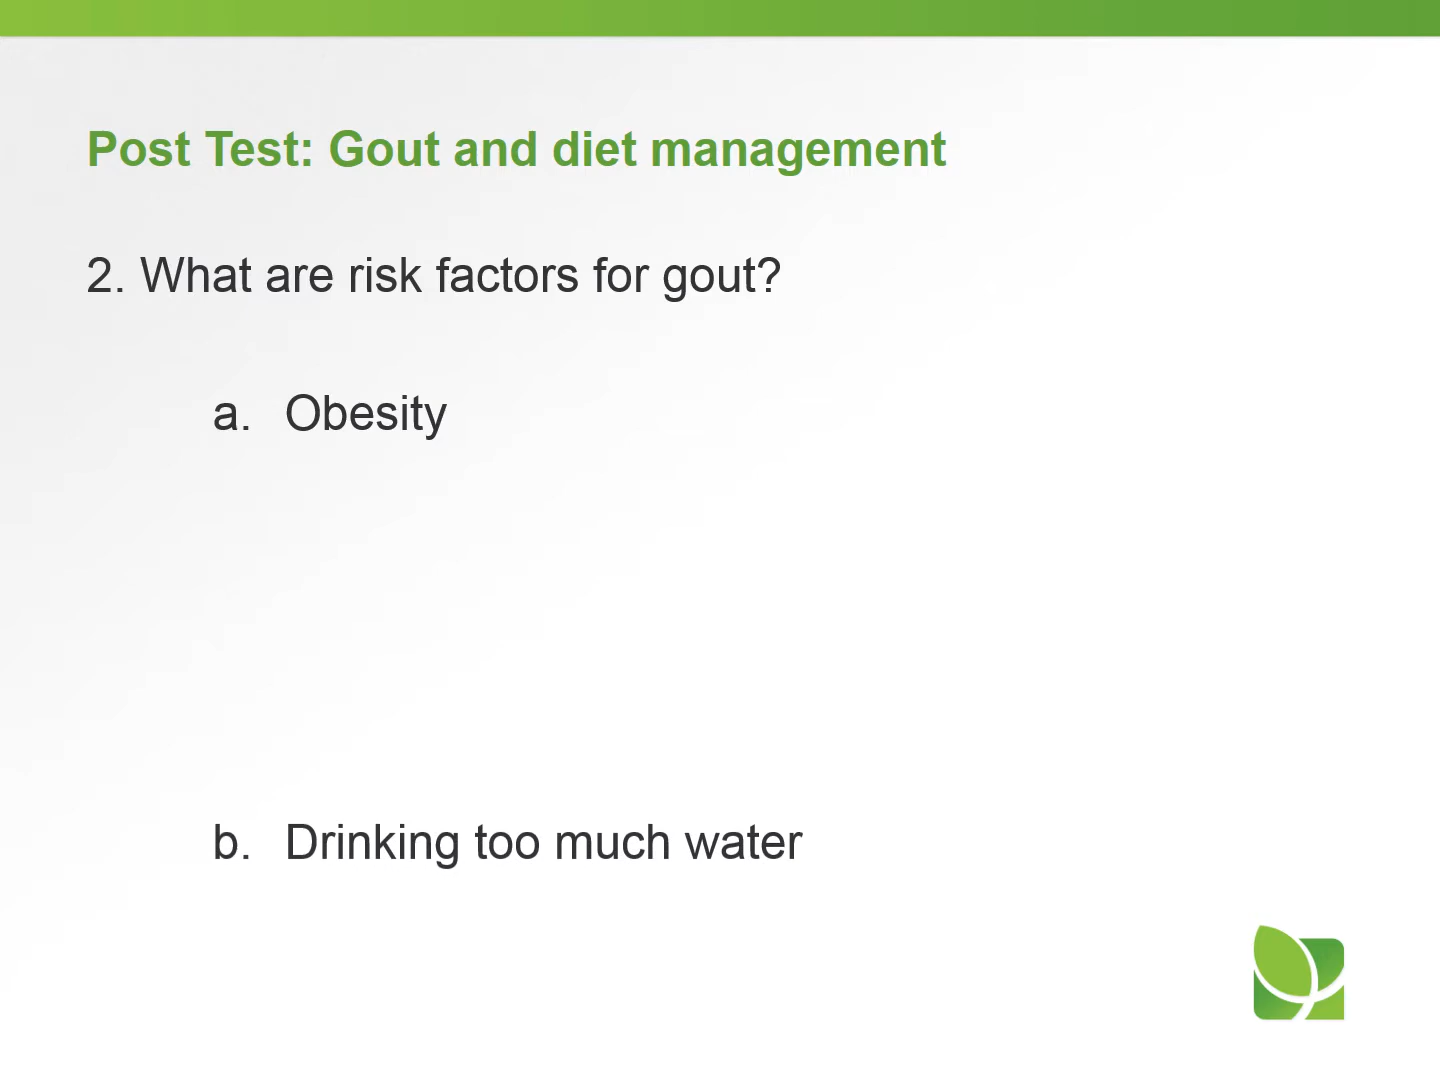 Post Test: Gout and diet management
2. What are risk factors for gout?
a. Obesity
b. Drinking too much water